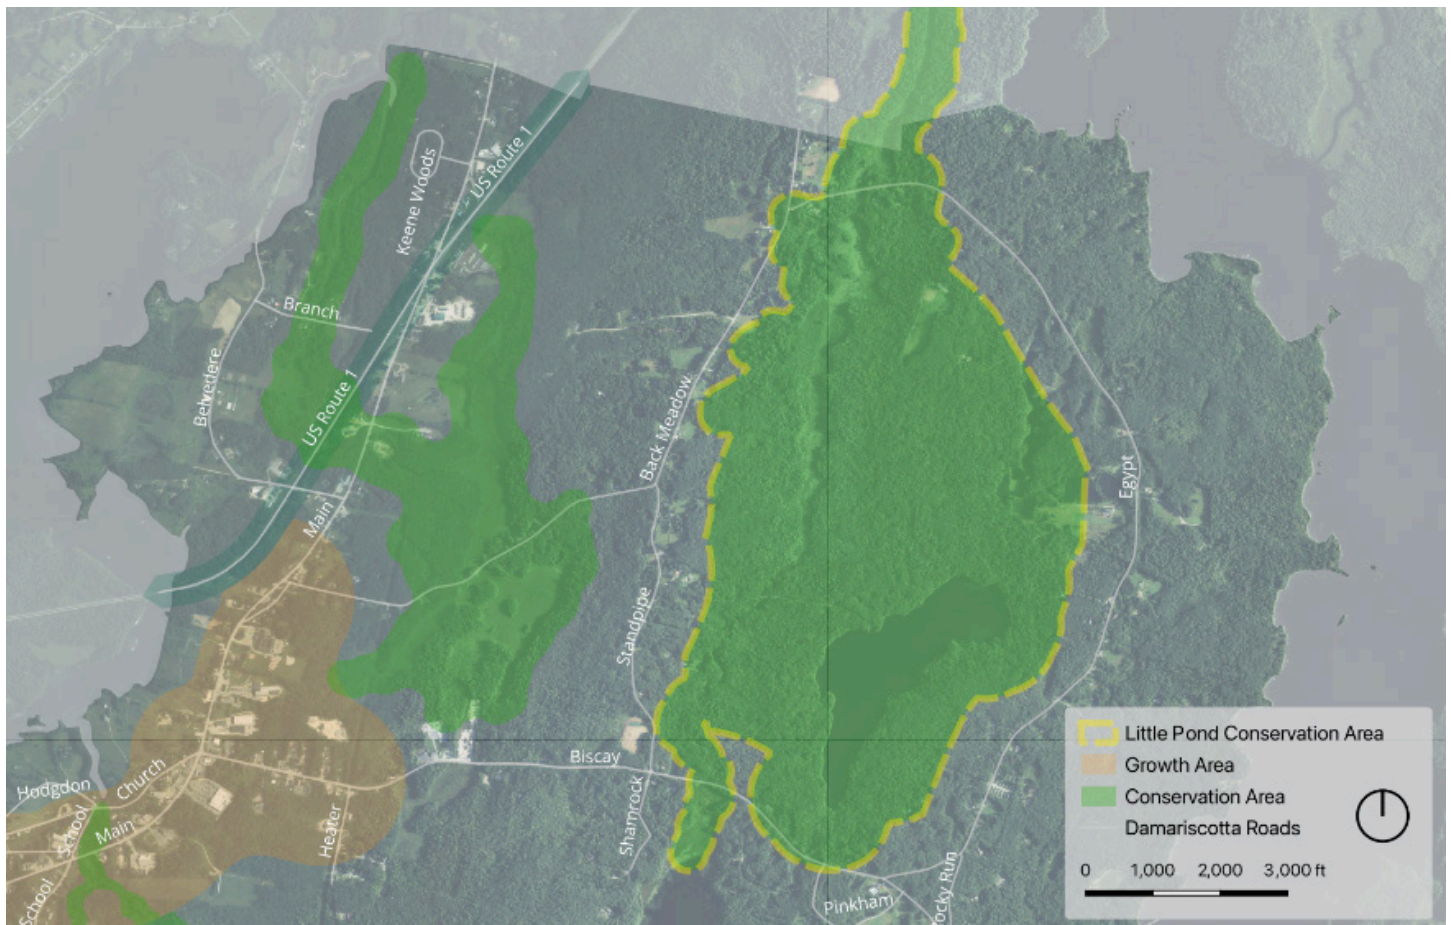 US Route 1
Keene Woods
Branch
Belvedere
US Route 1
Back Meadow
Egypt
Main
Standpipe
Little Pond Conservation Area
Growth Area
Conservation Area
Damariscotta Roads
0 1,000 2,000 3,000 ft
Biscay
Hodgdon
Church
School
Main
Heater
Shamrock
School
Pinkham
ocky Run